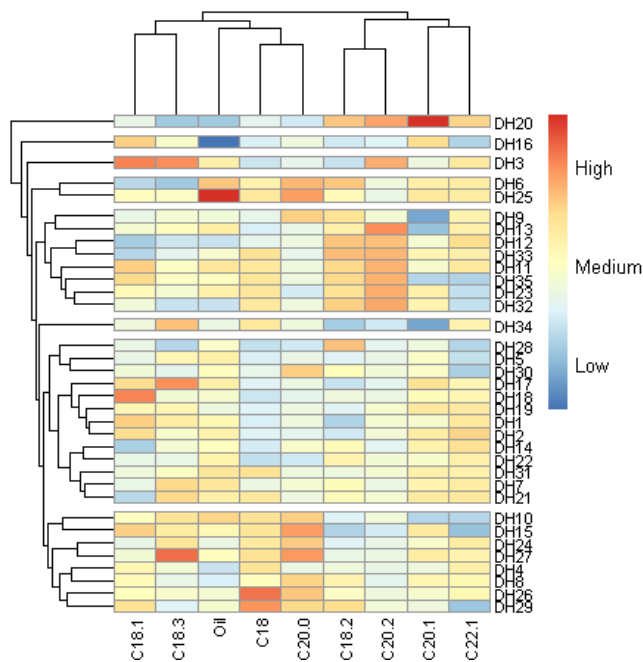 DH20
DH16
DH3
DH6
DH25
DH9
DH13
DH12
DH33
DH11
DH35
DH23
DH32
DH34
DH28
DH5
DH30
DH17
DH18
DH19
DH1
DH2
DH14
DH22
DH31
DH7
DH21
DH10
DH15
DH24
DH27
DH4
DH8
DH26
DH29
High
Medium
Low
C18.1
C18.3
Oil
C18
C20.0
C18.2
C20.2
C20.1
C22.1